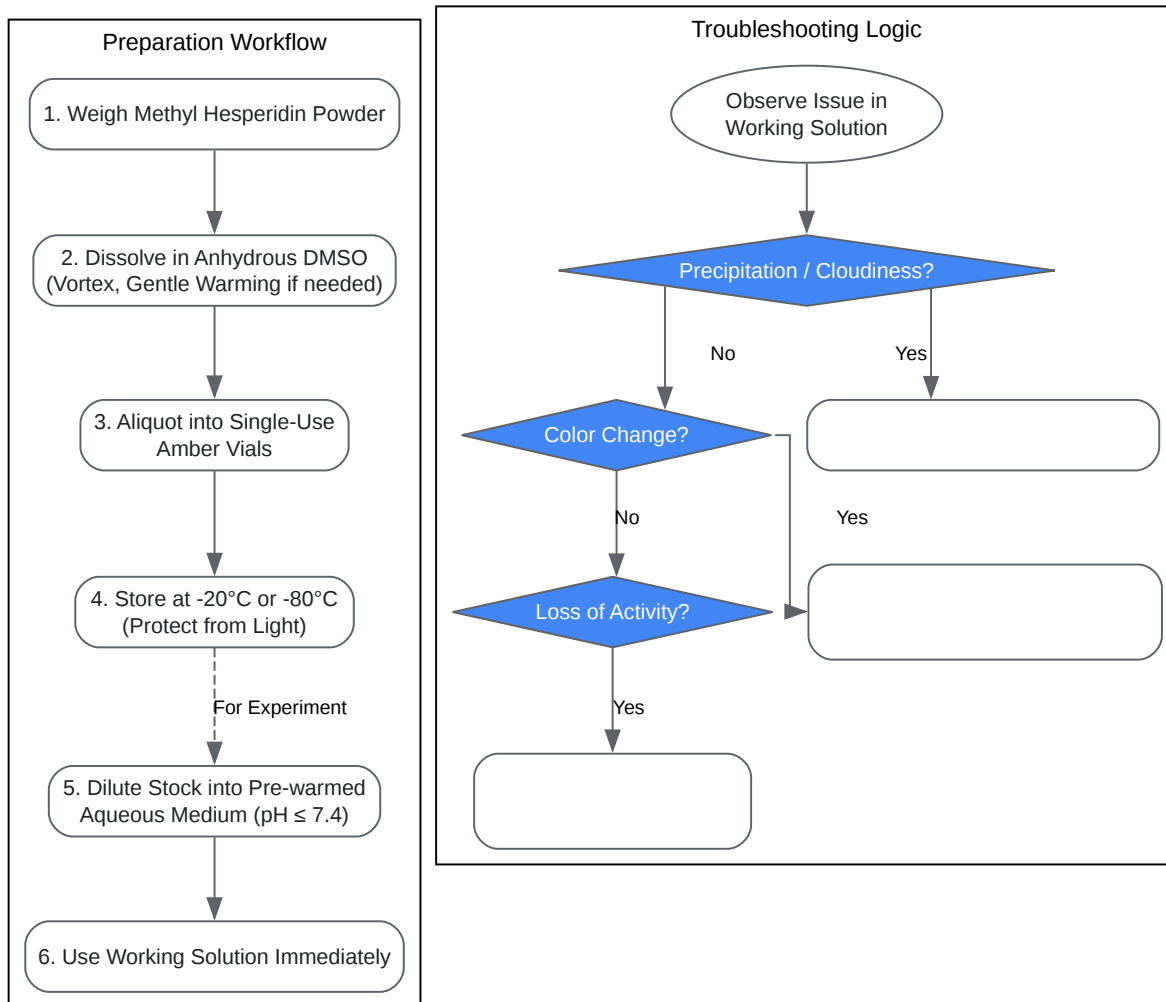 Preparation Workflow
1. Weigh Methyl Hesperidin Powder
2. Dissolve in Anhydrous DMSO
(Vortex, Gentle Warming if needed)
3. Aliquot into Single-Use
Amber Vials
4. Store at -20°C or -80°C
(Protect from Light)
For Experiment
5. Dilute Stock into Pre-warmed
Aqueous Medium (pH ≤ 7.4)
6. Use Working Solution Immediately
Troubleshooting Logic
Observe Issue in
Working Solution
Precipitation / Cloudiness?
No
Yes
Color Change?
No
Yes
Loss of Activity?
Yes